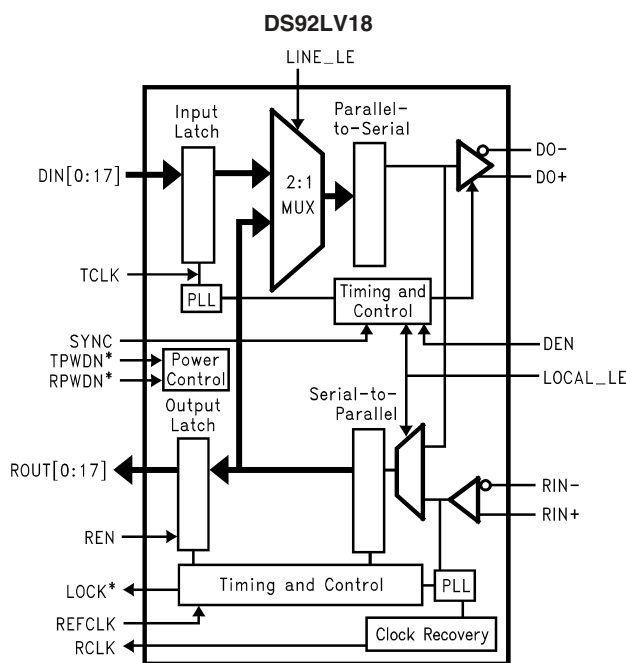 DS92LV18
LINE_LE
Input
Latch
Parallel-
to-Serial
DIN[0:17]
2:1
MUX
DO-
DO+
TCLK
PLL
Timing and
Control
SYNC
DEN
TPWDN*
RPWDN*
Power
Control
LOCAL_LE
Output
Latch
Serial-to-
Parallel
ROUT[0:17]
RIN-
RIN+
REN
LOCK*
Timing and Control
PLL
REFCLK
RCLK
Clock Recovery